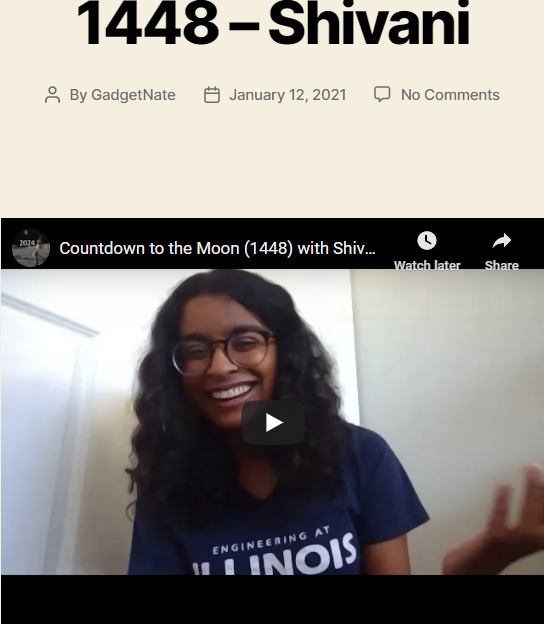 1448 – Shivani
By GadgetNate January 12, 2021 No Comments
2024
Countdown to the Moon (1448) with Shiv...
Watch later Share
ENGINEERING AT
ILLINOIS